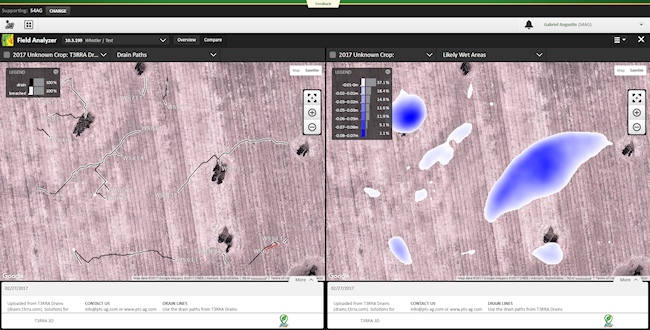 Feedback
Supporting: S4AG CHANGE
Gabriel Augustin (S4AG)
Field Analyzer 10.3.199 Whistler / Test Overview Compare
2017 Unknown Crop: T3RRA Dr... Drain Paths
LEGEND
drain 100 %
breached 100 %
Map Satellite
Google
More
02/27/2017
Uploaded from T3RRA Drains
(drains.t3rra.com). Solutions for
CONTACT US
info@pts-ag.com or www.pts-ag.com
DRAIN LINES
Use the drain paths from T3RRA Drains
T3RRA 3D
2017 Unknown Crop: Likely Wet Areas
LEGEND
-0.01-0m 37.1 %
-0.02-0.01m 18.4 %
-0.03-0.02m 14.8 %
-0.05-0.03m 11.6 %
-0.06-0.05m 11.9 %
-0.07-0.06m 5.1 %
-0.08-0.07m 1.1 %
Map Satellite
Google
More
02/27/2017
Uploaded from T3RRA Drains
(drains.t3rra.com). Solutions for
CONTACT US
info@pts-ag.com or www.pts-ag.com
DRAIN LINES
Use the drain paths from T3RRA Drains
T3RRA 3D